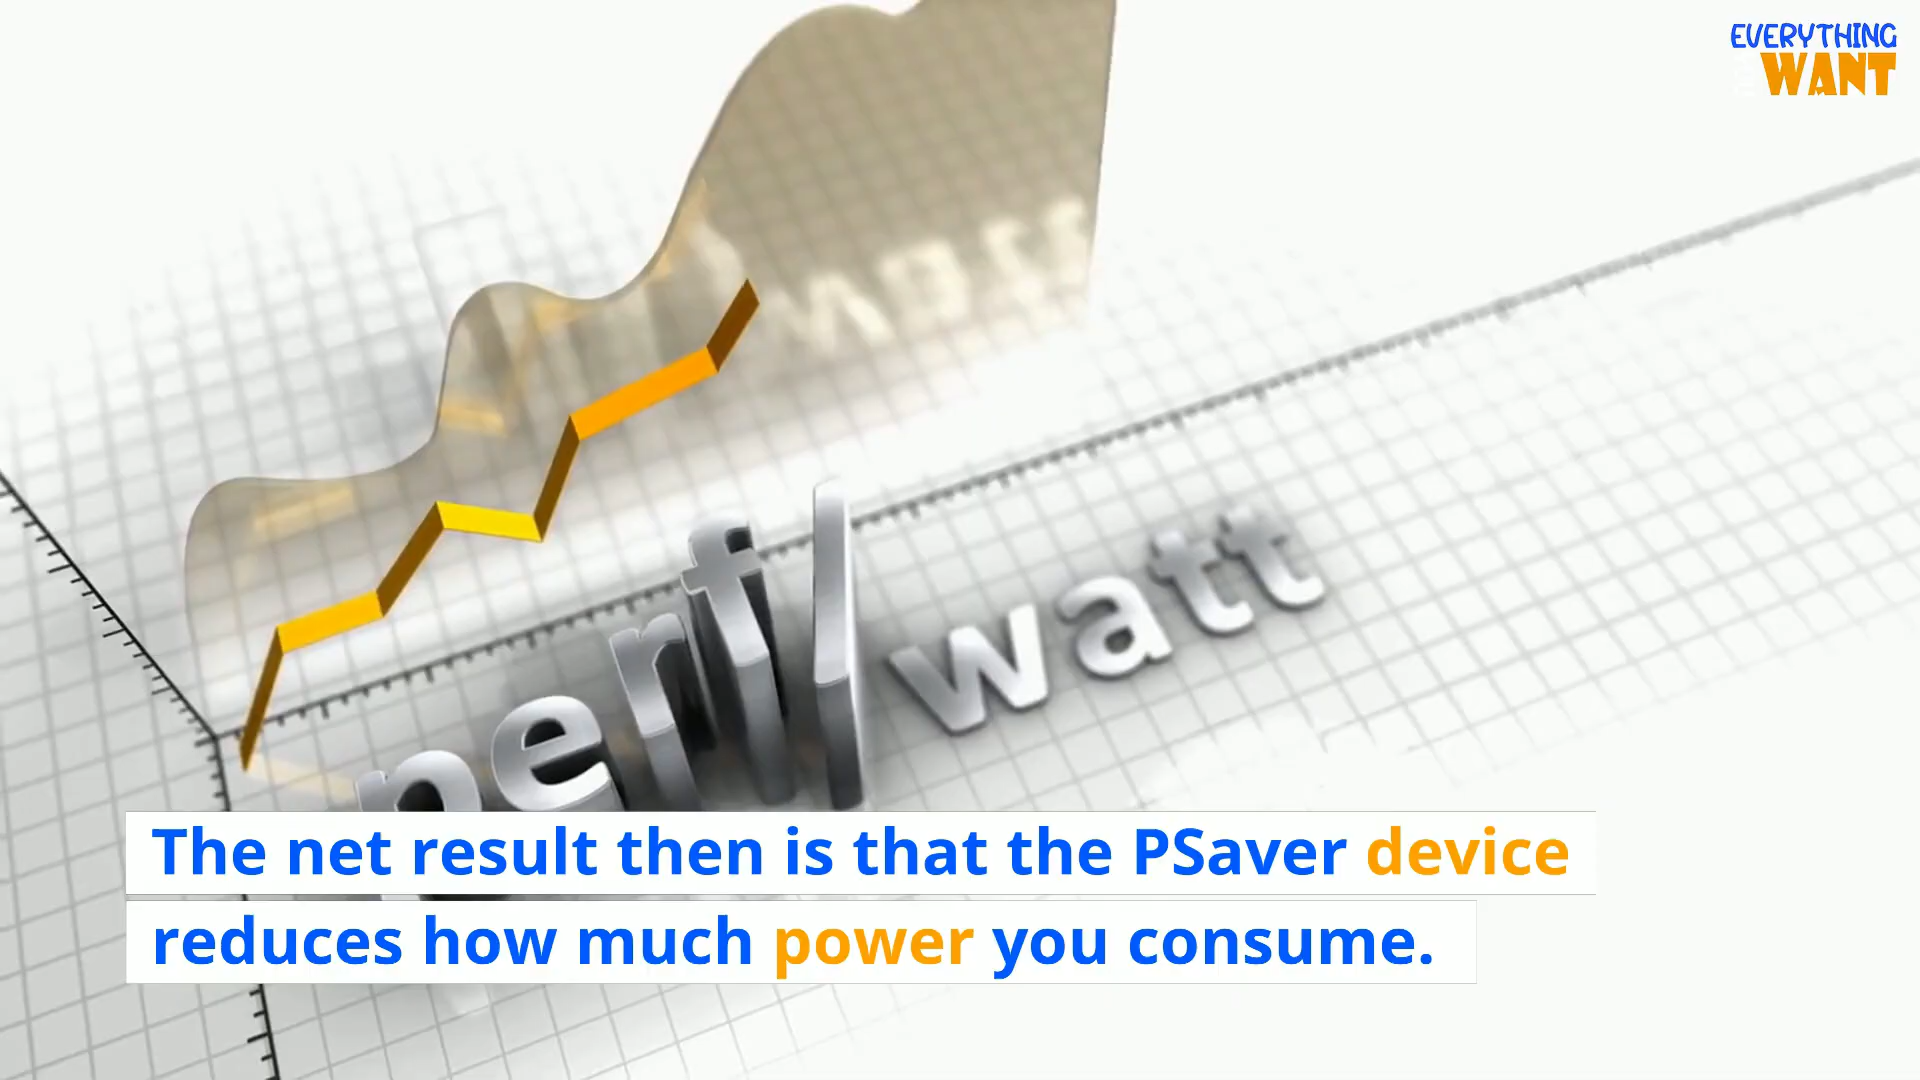 EVERYTHING
WANT
perf/watt
The net result then is that the PSaver device
reduces how much power you consume.